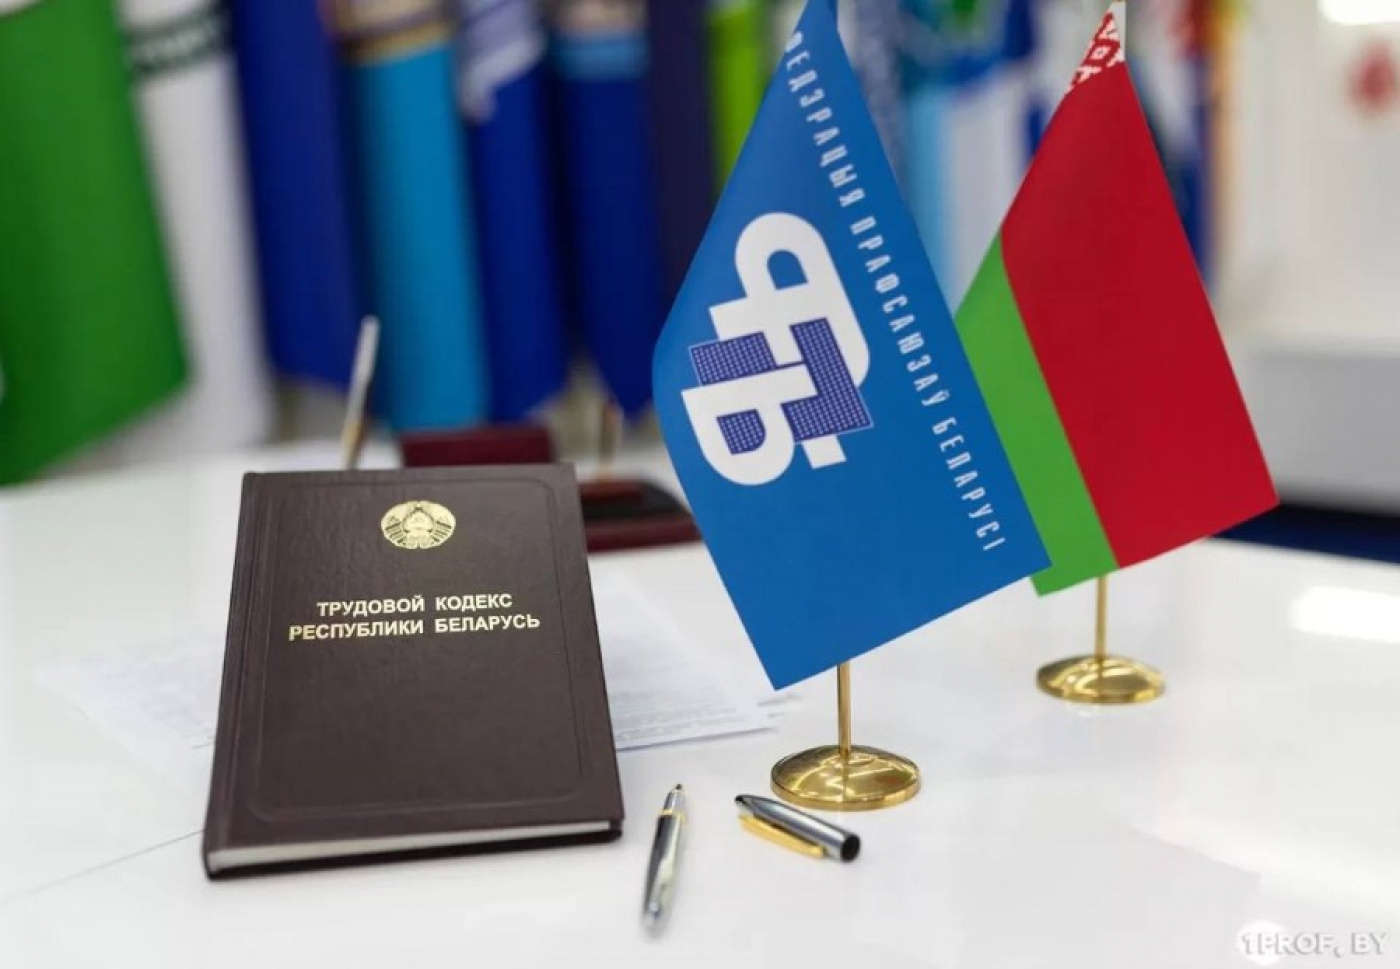 ТРУДОВОЙ КОДЕКС
РЕСПУБЛИКИ БЕЛАРУСЬ
ФЕДЭРАЦЫЯ ПРАФСАЮЗАЎ БЕЛАРУСІ
ФПБ
1PROF.BY